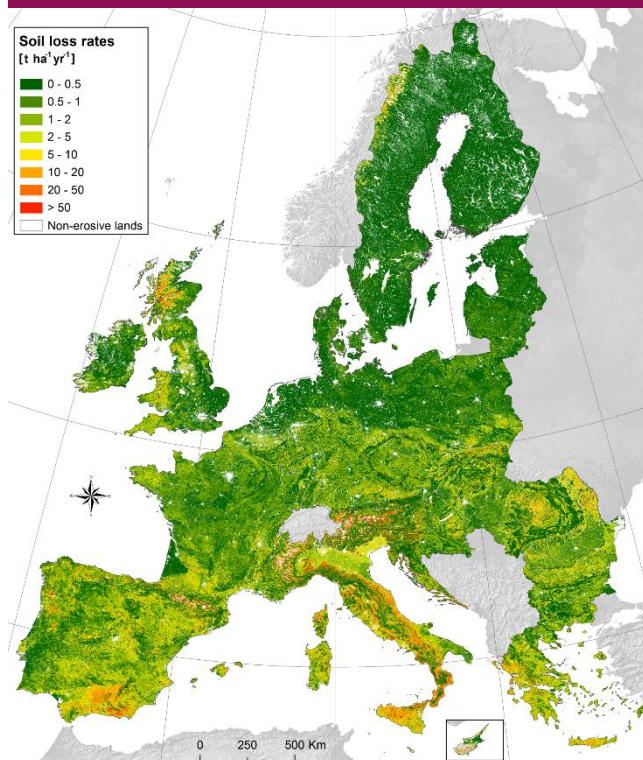 Soil loss rates
[t ha⁻¹ yr⁻¹]
0 - 0.5
0.5 - 1
1 - 2
2 - 5
5 - 10
10 - 20
20 - 50
> 50
Non-erosive lands
0 250 500 Km